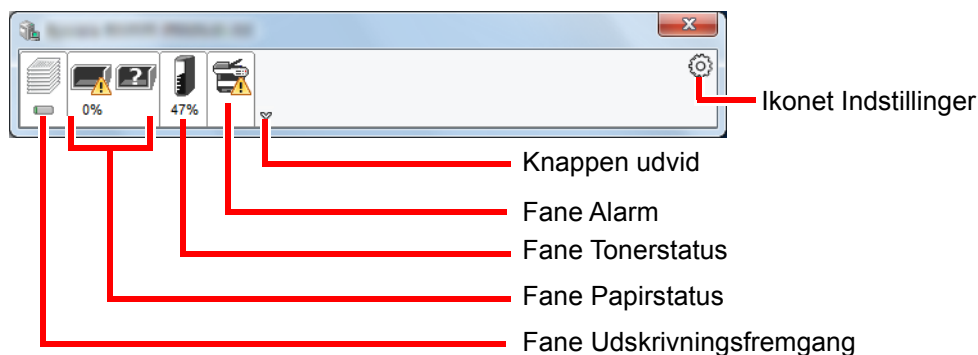 0%
47%
Ikonet Indstillinger
Knappen udvid
Fane Alarm
Fane Tonerstatus
Fane Papirstatus
Fane Udskrivningsfremgang